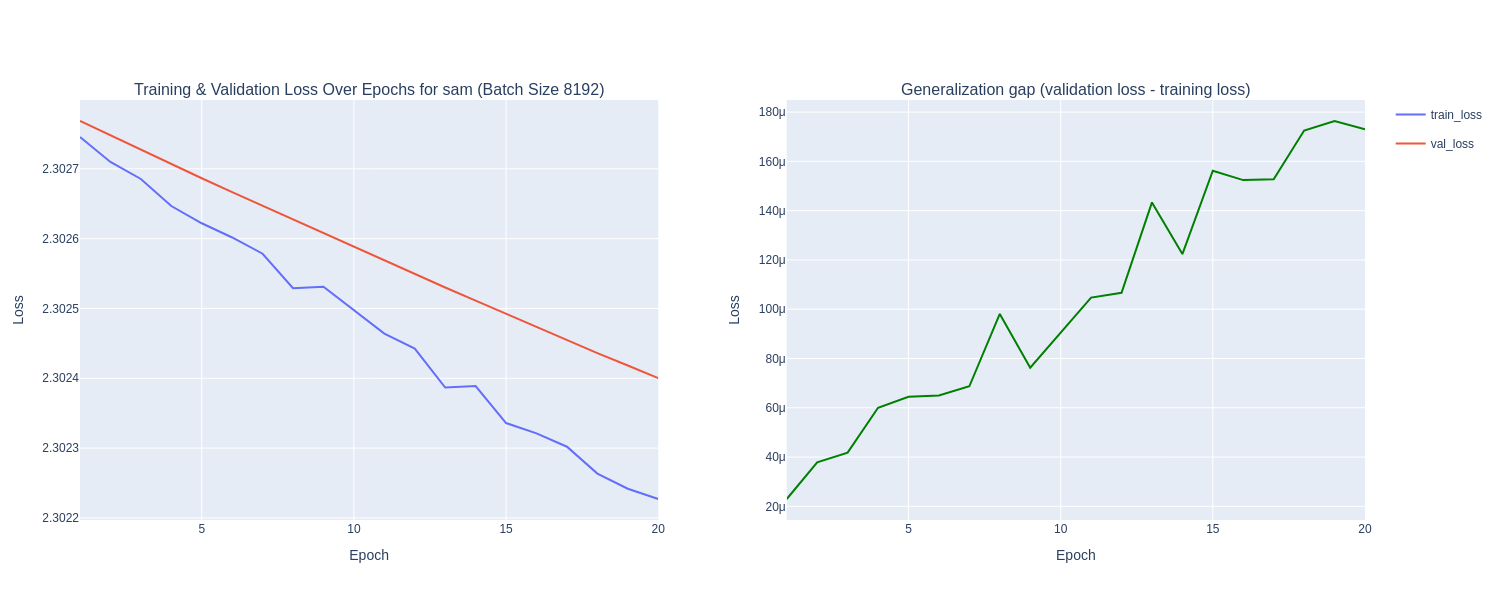 Training & Validation Loss Over Epochs for sam (Batch Size 8192)
2.3027
2.3026
2.3025
2.3024
2.3023
2.3022
Loss
5
10
15
20
Epoch
Generalization gap (validation loss - training loss)
180μ
160μ
140μ
120μ
100μ
80μ
60μ
40μ
20μ
Loss
5
10
15
20
Epoch
train_loss
val_loss